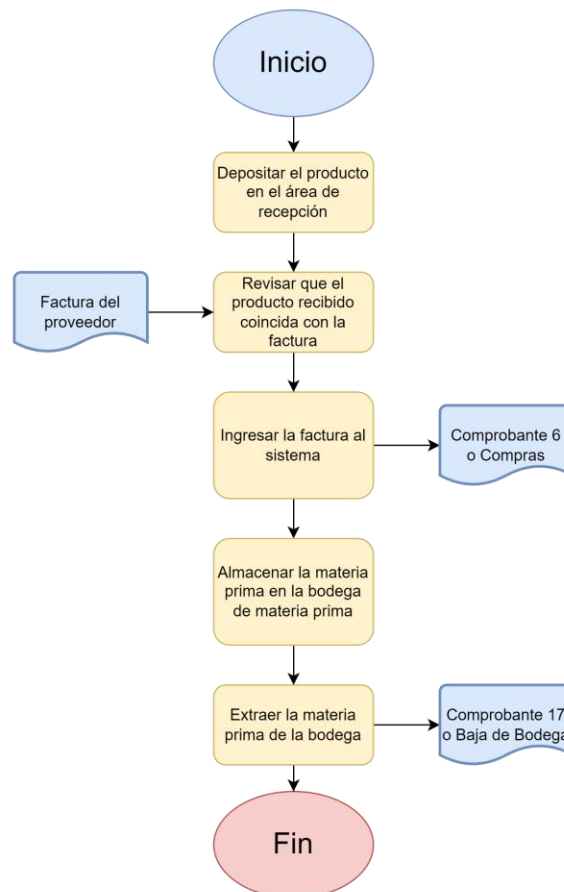 Inicio
Depositar el producto
en el área de
recepción
Factura del
proveedor
Revisar que el
producto recibido
coincida con la
factura
Ingresar la factura al
sistema
Comprobante 6
o Compras
Almacenar la materia
prima en la bodega
de materia prima
Extraer la materia
prima de la bodega
Comprobante 17
o Baja de Bodega
Fin